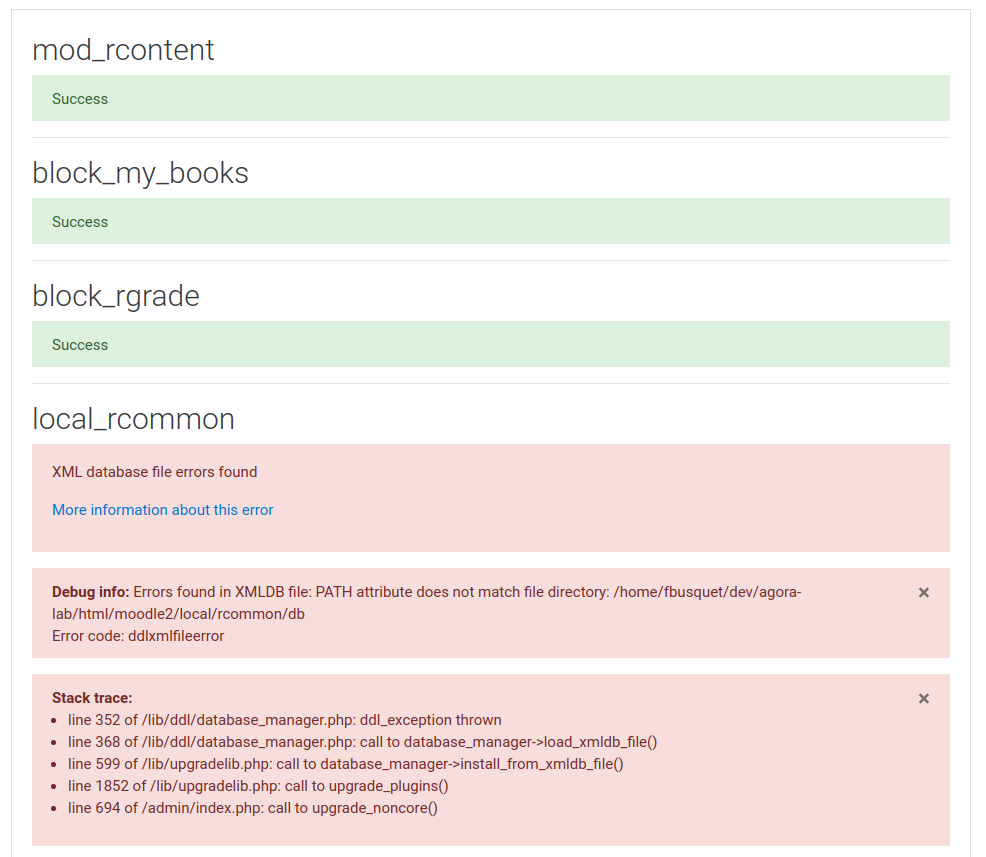 mod_rcontent
Success
block_my_books
Success
block_rgrade
Success
local_rcommon
XML database file errors found
More information about this error
Debug info: Errors found in XMLDB file: PATH attribute does not match file directory: /home/fbusquet/dev/agora-
lab/html/moodle2/local/rcommon/db
Error code: ddlxmlfileerror
×
Stack trace:
×
• line 352 of /lib/ddl/database_manager.php: ddl_exception thrown
• line 368 of /lib/ddl/database_manager.php: call to database_manager->load_xmldb_file()
• line 599 of /lib/upgradelib.php: call to database_manager->install_from_xmldb_file()
• line 1852 of /lib/upgradelib.php: call to upgrade_plugins()
• line 694 of /admin/index.php: call to upgrade_noncore()